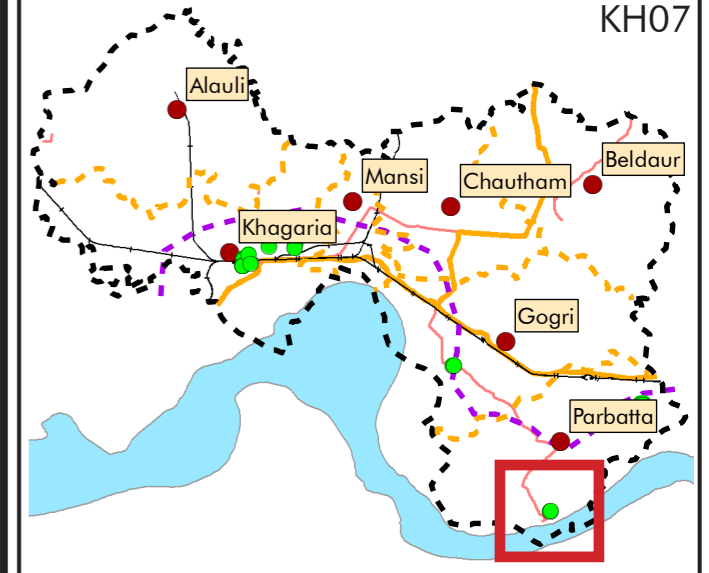 KH07
Alauli
Beldaur
Mansi
Chautham
Khagaria
Gogri
Parbatta